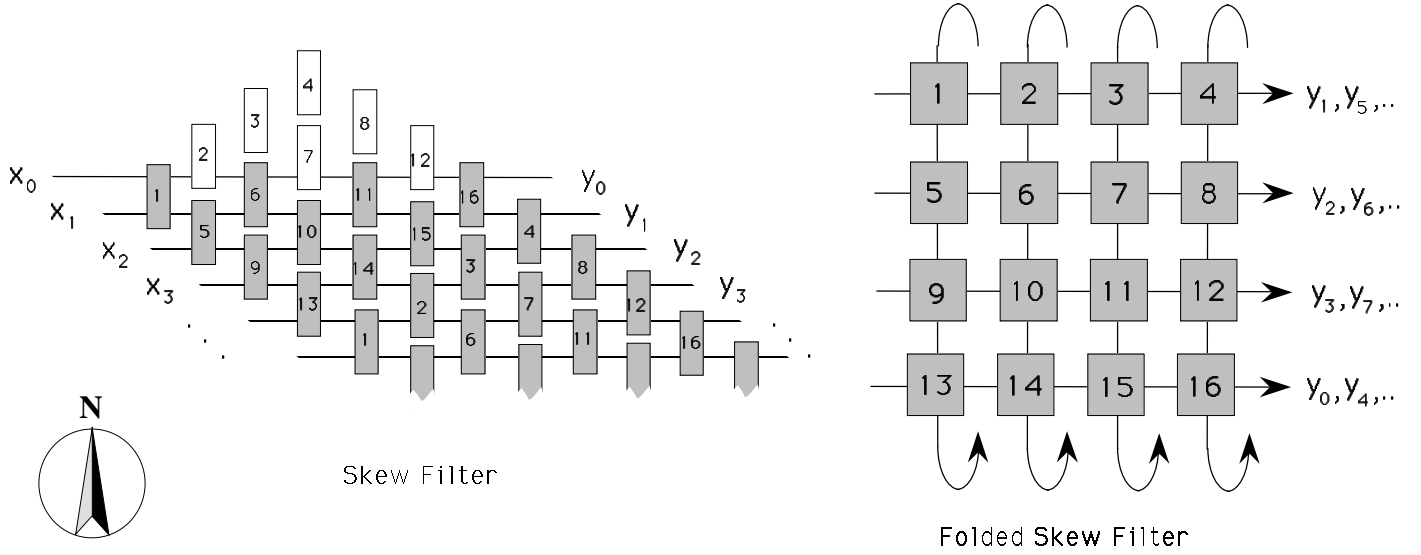 4
3 8
2 7 12
x₀ 1 6 11 16 y₀
x₁ 5 10 15 4 y₁
x₂ 9 14 3 8 y₂
x₃ 13 2 7 12 y₃
1 6 11 16
N
Skew Filter
1 2 3 4 y₁,y₅,..
5 6 7 8 y₂,y₆,..
9 10 11 12 y₃,y₇,..
13 14 15 16 y₀,y₄,..
Folded Skew Filter